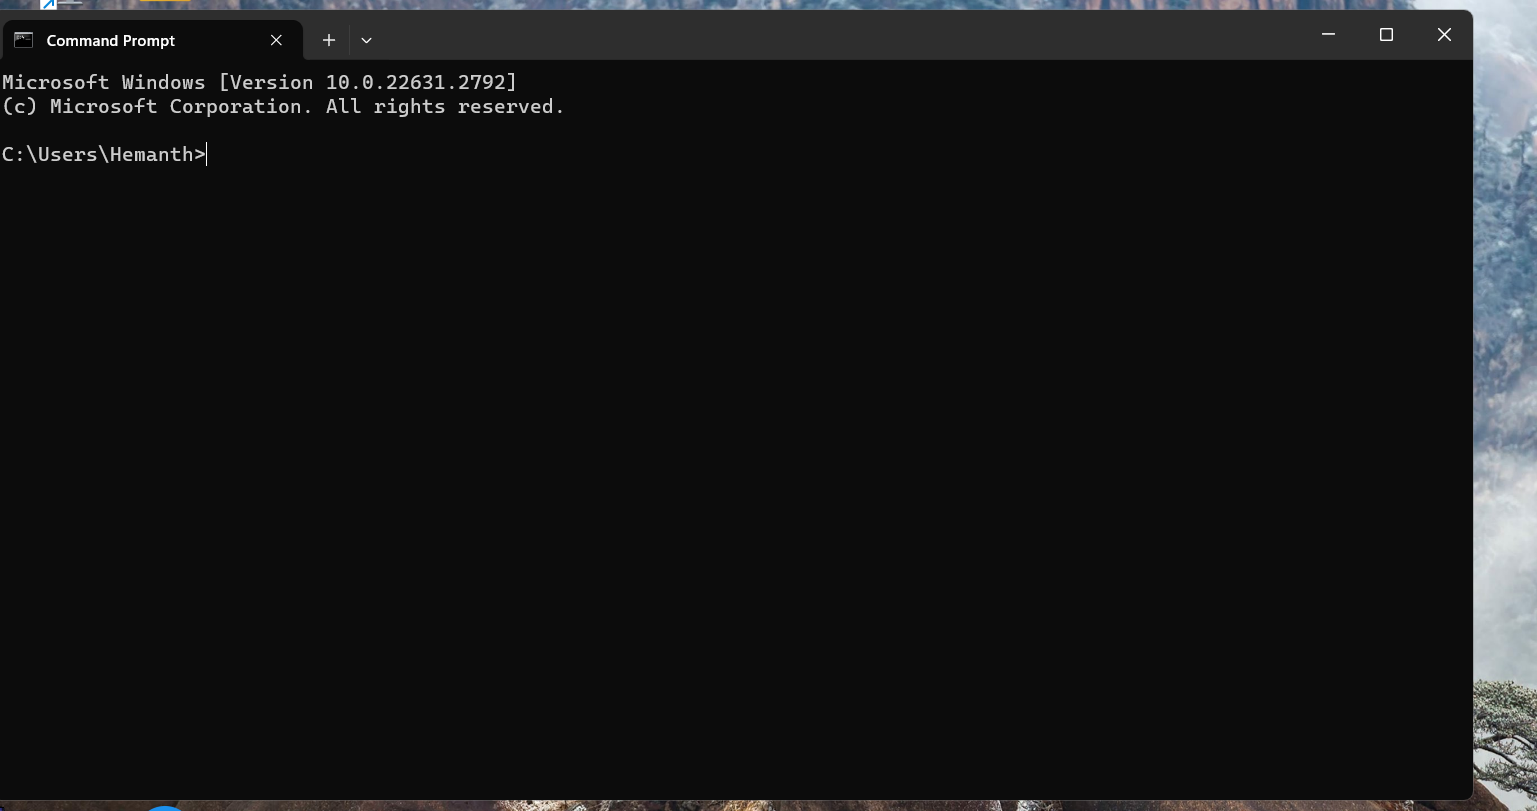 Command Prompt
Microsoft Windows [Version 10.0.22631.2792]
(c) Microsoft Corporation. All rights reserved.
C:\Users\Hemanth>